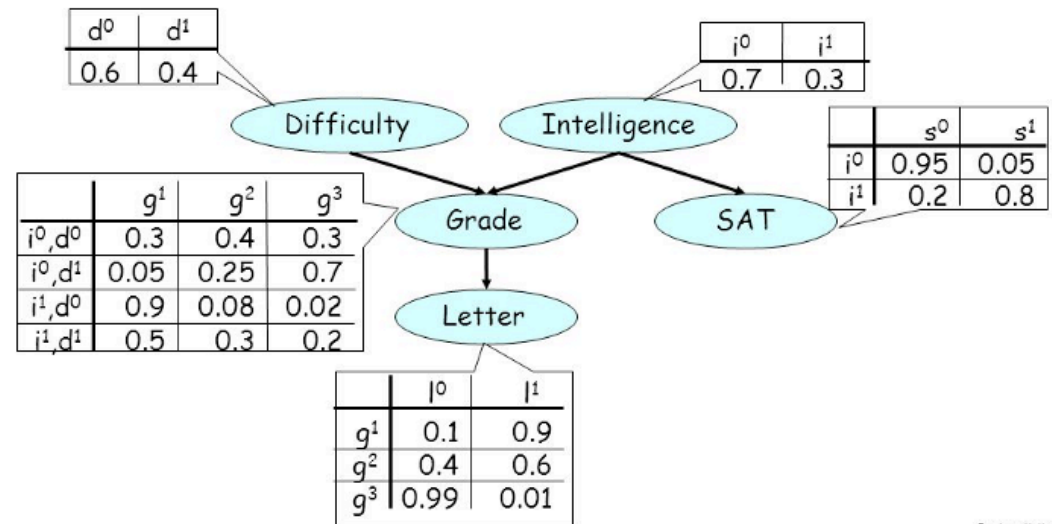 d⁰ d¹
0.6 0.4
i⁰ i¹
0.7 0.3
Difficulty
Intelligence
s⁰ s¹
i⁰ 0.95 0.05
i¹ 0.2 0.8
g¹ g² g³
i⁰,d⁰ 0.3 0.4 0.3
i⁰,d¹ 0.05 0.25 0.7
i¹,d⁰ 0.9 0.08 0.02
i¹,d¹ 0.5 0.3 0.2
Grade
SAT
Letter
l⁰ l¹
g¹ 0.1 0.9
g² 0.4 0.6
g³ 0.99 0.01